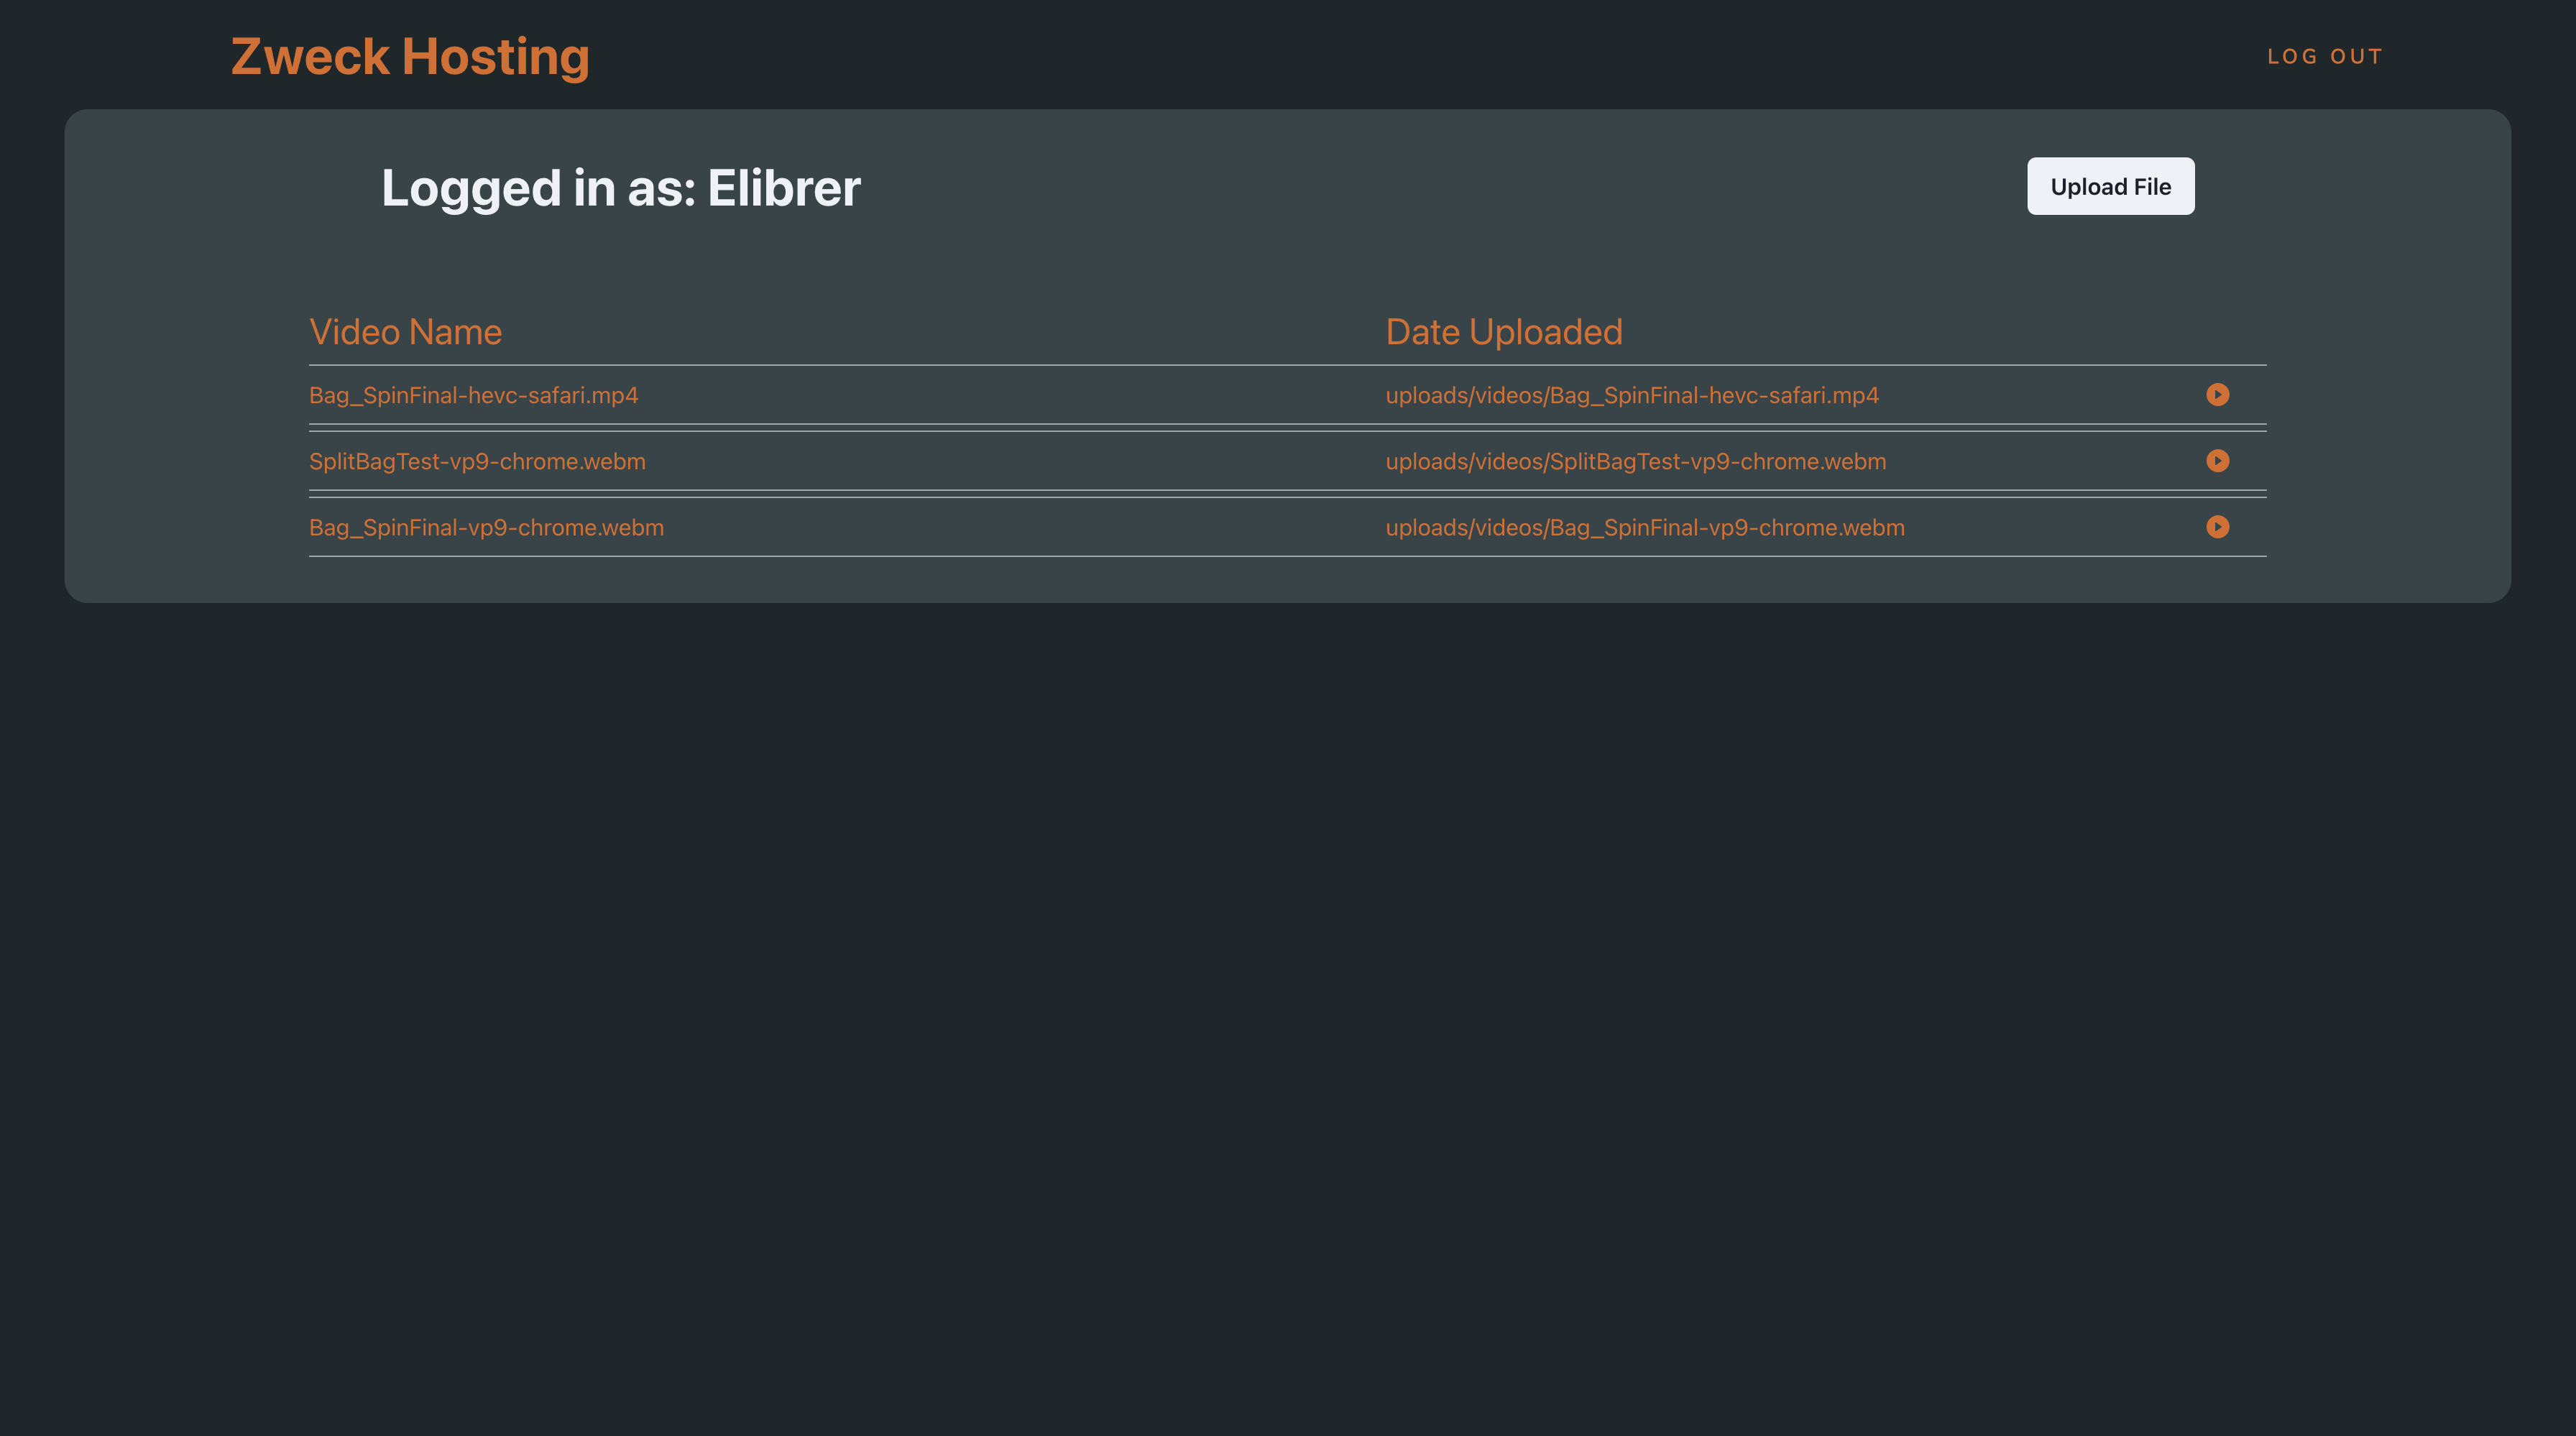 Zweck Hosting
LOG OUT
Logged in as: Elibrer
Upload File
Video Name Date Uploaded
Bag_SpinFinal-hevc-safari.mp4 uploads/videos/Bag_SpinFinal-hevc-safari.mp4
SplitBagTest-vp9-chrome.webm uploads/videos/SplitBagTest-vp9-chrome.webm
Bag_SpinFinal-vp9-chrome.webm uploads/videos/Bag_SpinFinal-vp9-chrome.webm